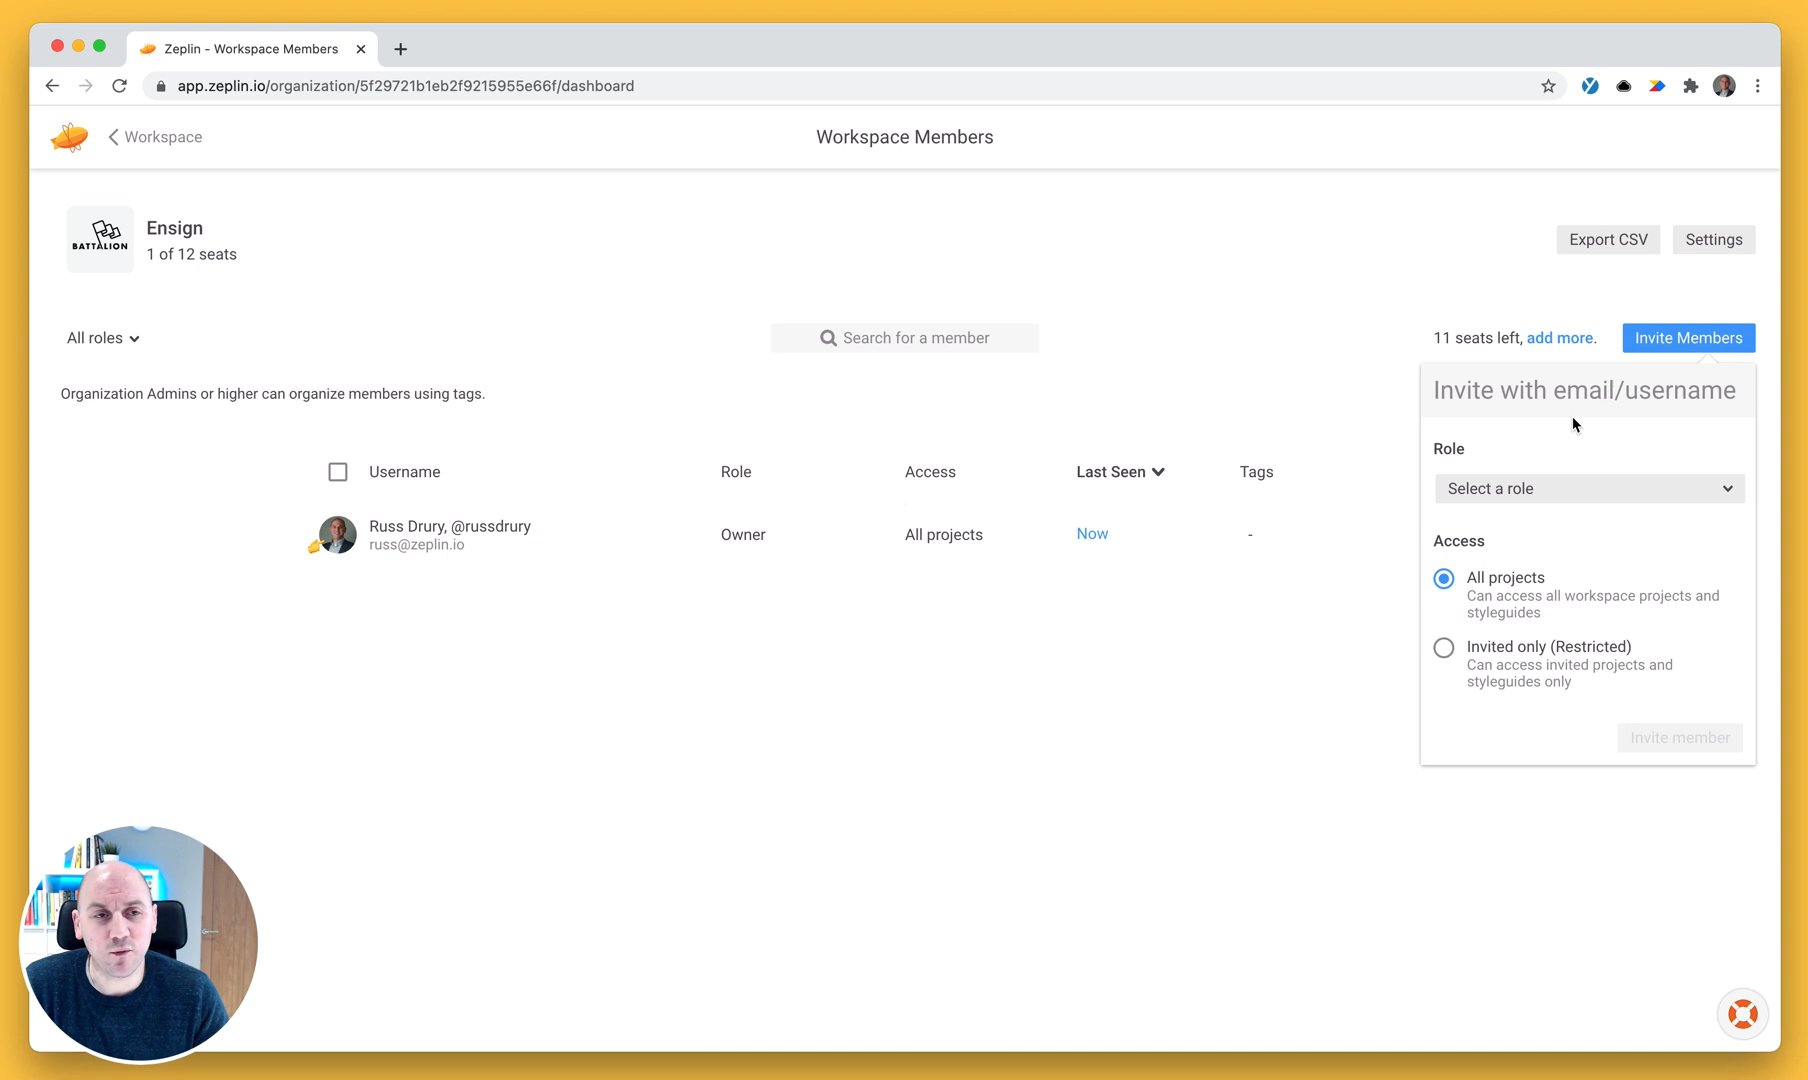 Zeplin - Workspace Members
app.zeplin.io/organization/5f29721b1eb2f9215955e66f/dashboard
Workspace
Workspace Members
BATTALION
Ensign
1 of 12 seats
Export CSV
Settings
All roles
Search for a member
11 seats left, add more.
Invite Members
Organization Admins or higher can organize members using tags.
Invite with email/username
Role
Select a role
Access
All projects
Can access all workspace projects and
styleguides
Invited only (Restricted)
Can access invited projects and
styleguides only
Invite member
Username
Role
Access
Last Seen
Tags
Russ Drury, @russdrury
russ@zeplin.io
Owner
All projects
Now
-